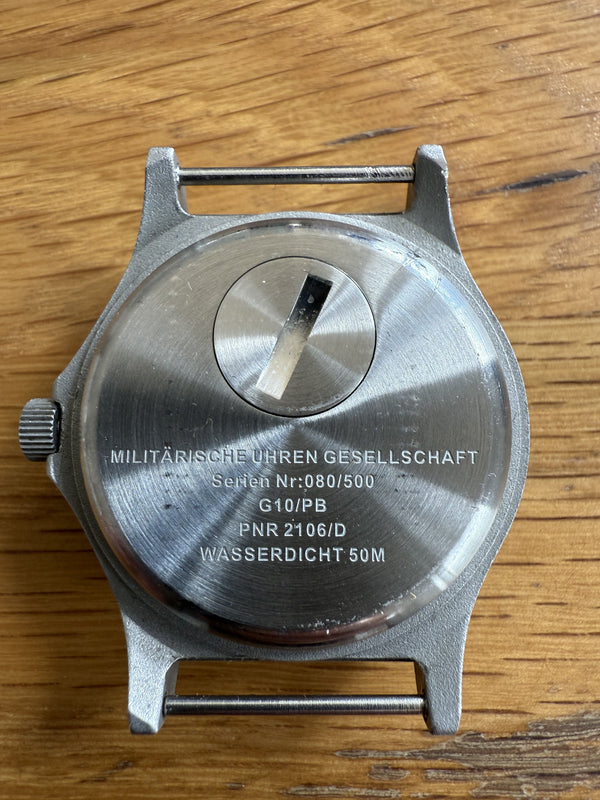 MILITÄRISCHE UHREN GESELLSCHAFT
Serien Nr:080/500
G10/PB
PNR 2106/D
WASSERDICHT 50M